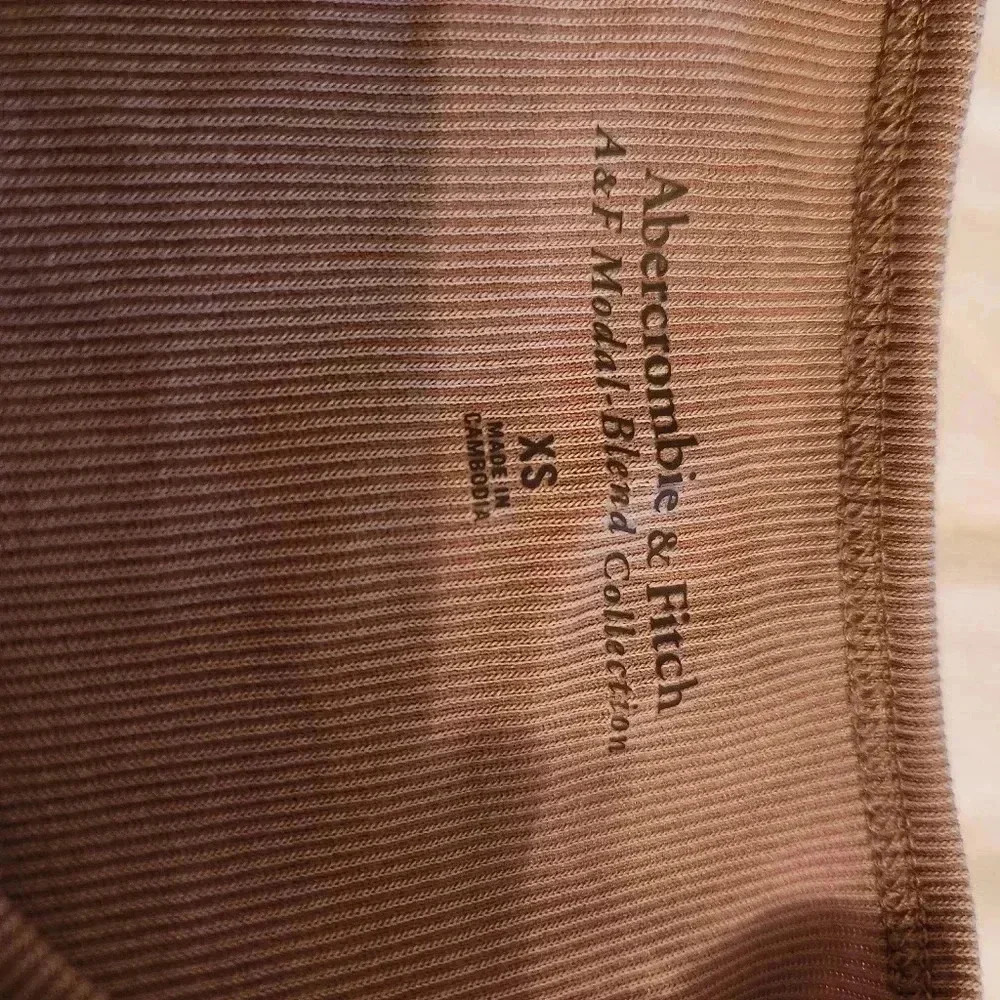 Abercrombie & Fitch
A&F Modal-Blend Collection
XS
MADE IN
CAMBODIA